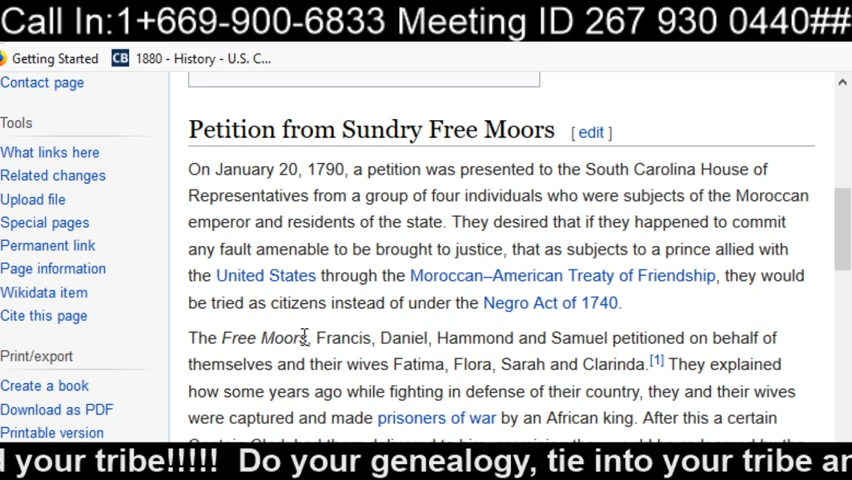 Call In:1+669-900-6833 Meeting ID 267 930 0440##
Getting Started CB 1880 - History - U.S. C...
Contact page
Tools
What links here
Related changes
Upload file
Special pages
Permanent link
Page information
Wikidata item
Cite this page
Print/export
Create a book
Download as PDF
Printable version
Petition from Sundry Free Moors [ edit ]
On January 20, 1790, a petition was presented to the South Carolina House of
Representatives from a group of four individuals who were subjects of the Moroccan
emperor and residents of the state. They desired that if they happened to commit
any fault amenable to be brought to justice, that as subjects to a prince allied with
the United States through the Moroccan–American Treaty of Friendship, they would
be tried as citizens instead of under the Negro Act of 1740.
The Free Moors, Francis, Daniel, Hammond and Samuel petitioned on behalf of
themselves and their wives Fatima, Flora, Sarah and Clarinda.[1] They explained
how some years ago while fighting in defense of their country, they and their wives
were captured and made prisoners of war by an African king. After this a certain
d your tribe!!!!! Do your genealogy, tie into your tribe an